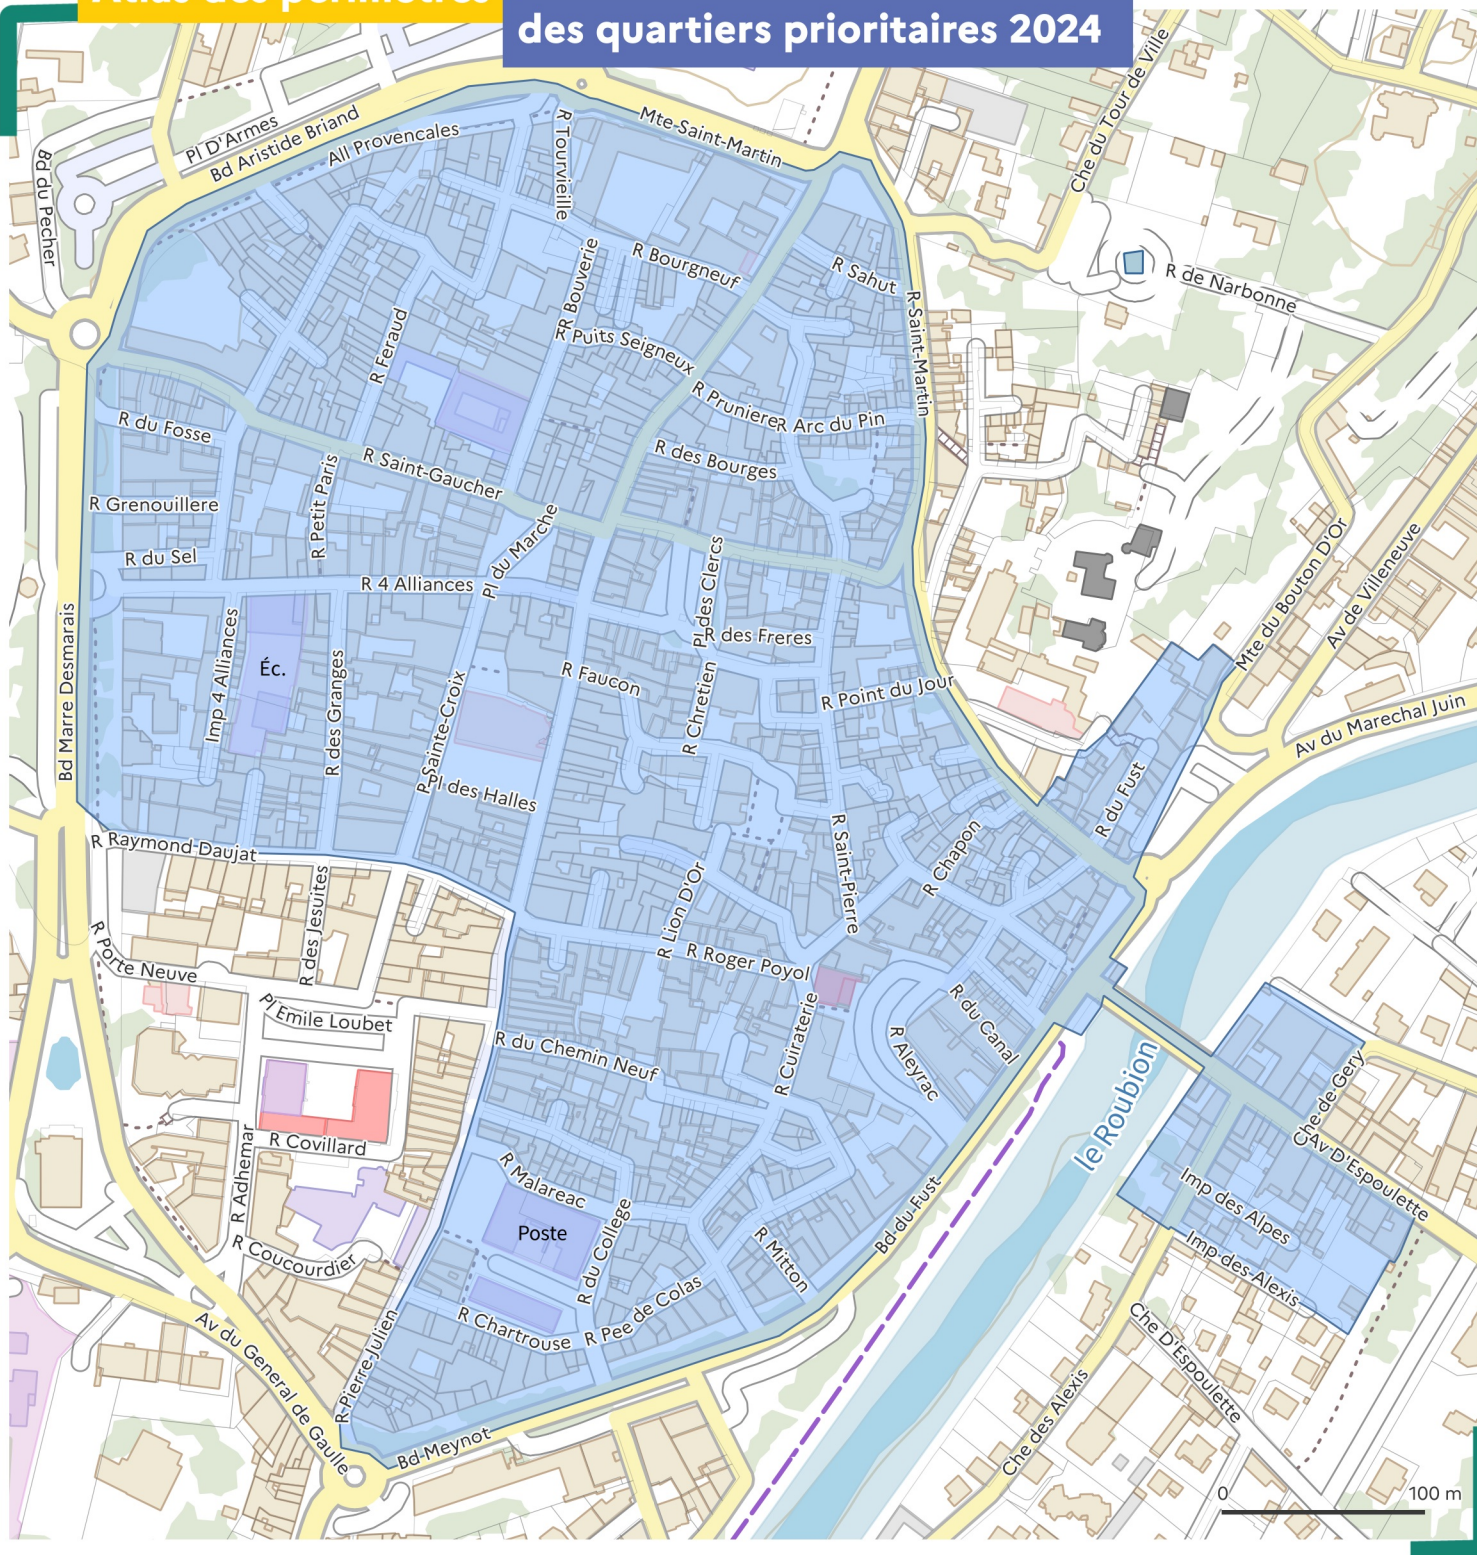 Atlas des périmètres
des quartiers prioritaires 2024
Pl D'Armes
Bd Aristide Briand
All Provencales
R Tourvieille
Mte-Saint-Martin
Che du Tour de Ville
Bd du Pecher
R Bouverie
R Bourgneuf
R Sahut
R de Narbonne
R Saint-Martin
R Feraud
R Puits Seigneux
R Pruniere
R Arc du Pin
R du Fosse
R Saint-Gaucher
R des Bourges
R Petit Paris
R Grenouillere
Pl du Marche
R du Sel
R 4 Alliances
Pl des Clercs
R des Freres
Mte du Bouton D'Or
Av de Villeneuve
Bd Marre Desmarais
Imp 4 Alliances
Éc.
R des Granges
R Sainte-Croix
R Faucon
R Chretien
R Point du Jour
Av du Marechal Juin
Pl des Halles
R du Fust
R Raymond Daujat
R Saint-Pierre
R Chapon
R des Jesuites
R Lion D'Or
R Porte Neuve
R Roger Poyol
Pl Emile Loubet
R du Canal
R Cuiraterie
R Aleyrac
R du Chemin Neuf
le Roubion
Che-de-Gery
R Covillard
Av D'Espoulette
R Adhemar
R Malareac
Imp des Alpes
Poste
R du College
Bd-du-Fust
R Mitton
Imp-des-Alexis
R Coucourdier
R Chartrouse
R Pee de Colas
Av du General de Gaulle
R Pierre-Julien
Che D'Espoulette
Che des Alexis
Bd-Meynot
0
100 m